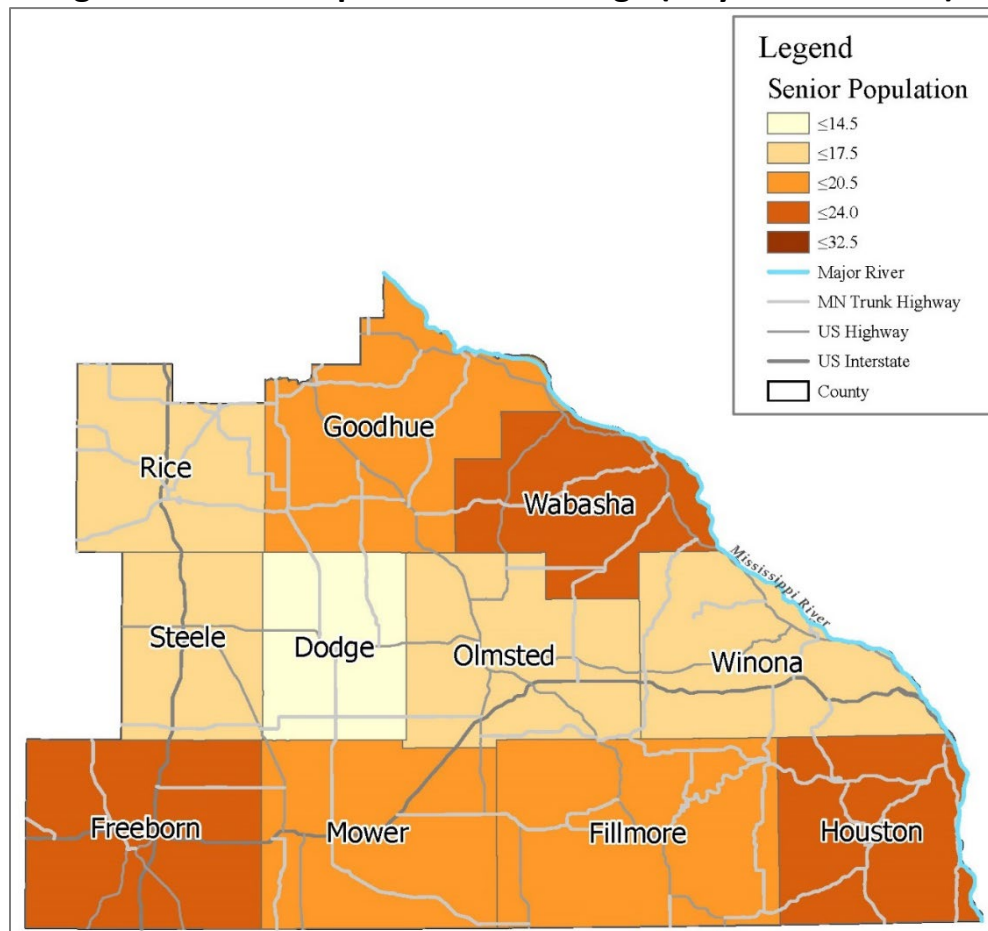 Legend
Senior Population
≤14.5
≤17.5
≤20.5
≤24.0
≤32.5
Major River
MN Trunk Highway
US Highway
US Interstate
County
Goodhue
Rice
Wabasha
Mississippi River
Steele
Dodge
Olmsted
Winona
Freeborn
Mower
Fillmore
Houston